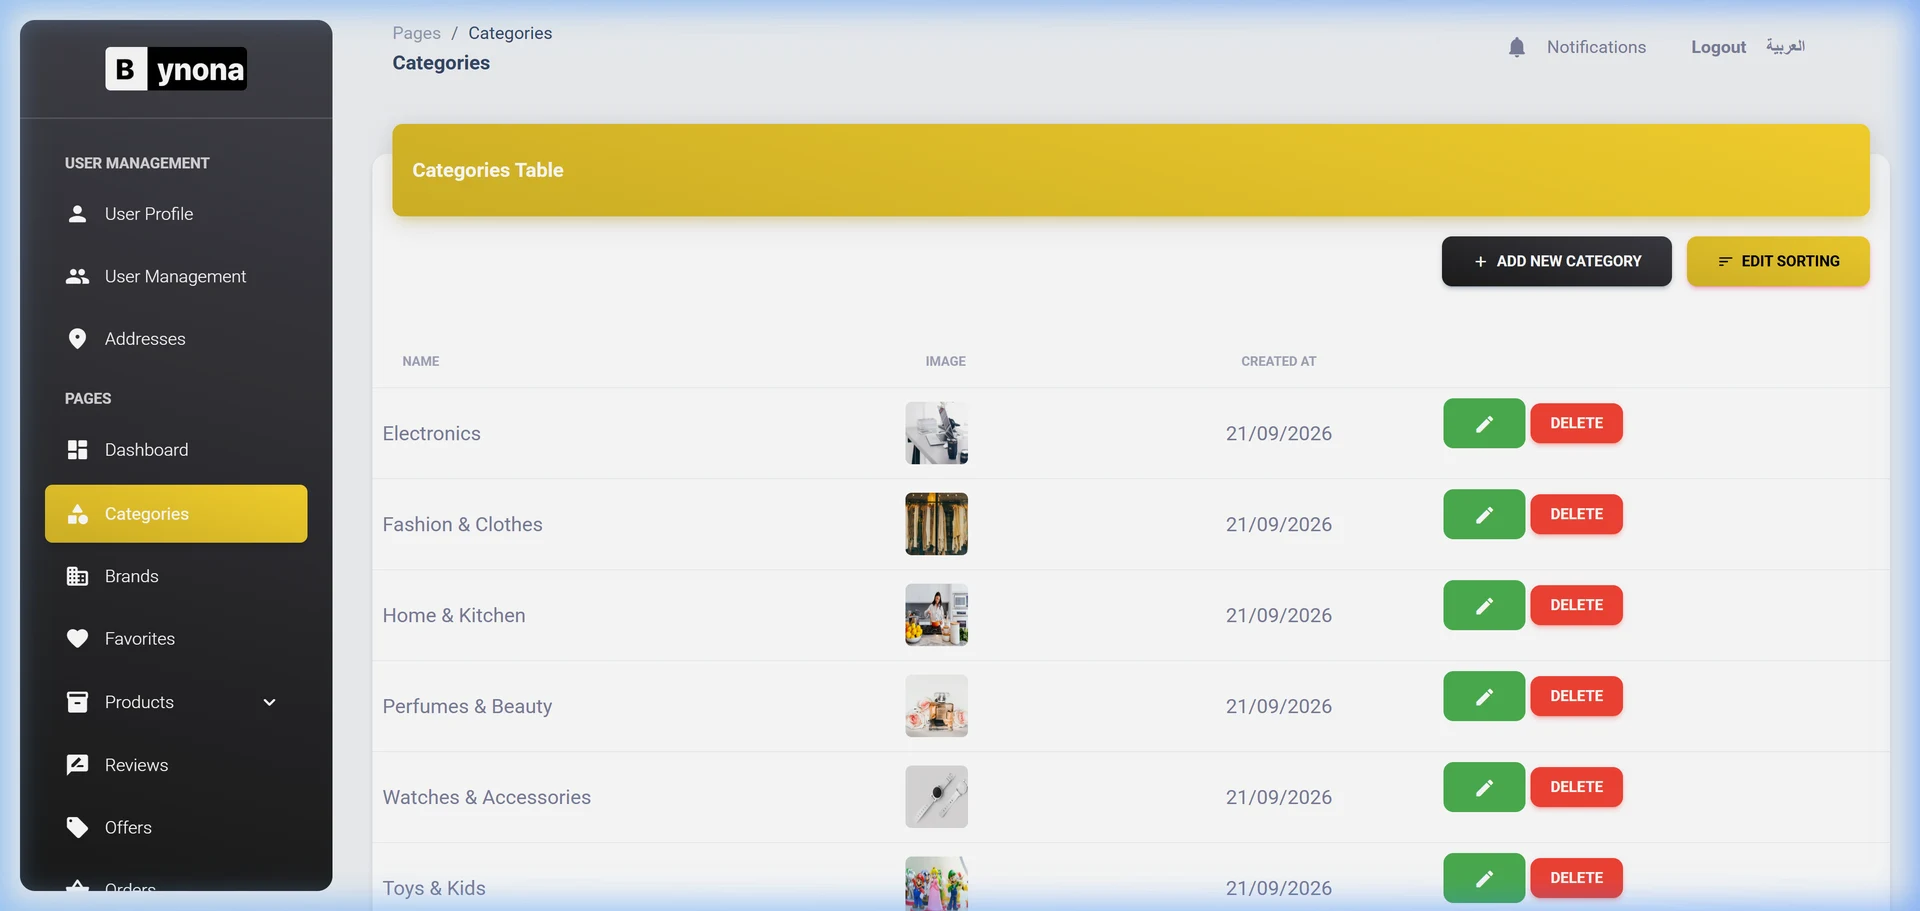 Bynona
USER MANAGEMENT
User Profile
User Management
Addresses
PAGES
Dashboard
Categories
Brands
Favorites
Products
Reviews
Offers
Orders
Pages / Categories
Categories
Notifications
Logout
العربية
Categories Table
+ ADD NEW CATEGORY
EDIT SORTING
NAME IMAGE CREATED AT
Electronics 21/09/2026 DELETE
Fashion & Clothes 21/09/2026 DELETE
Home & Kitchen 21/09/2026 DELETE
Perfumes & Beauty 21/09/2026 DELETE
Watches & Accessories 21/09/2026 DELETE
Toys & Kids 21/09/2026 DELETE